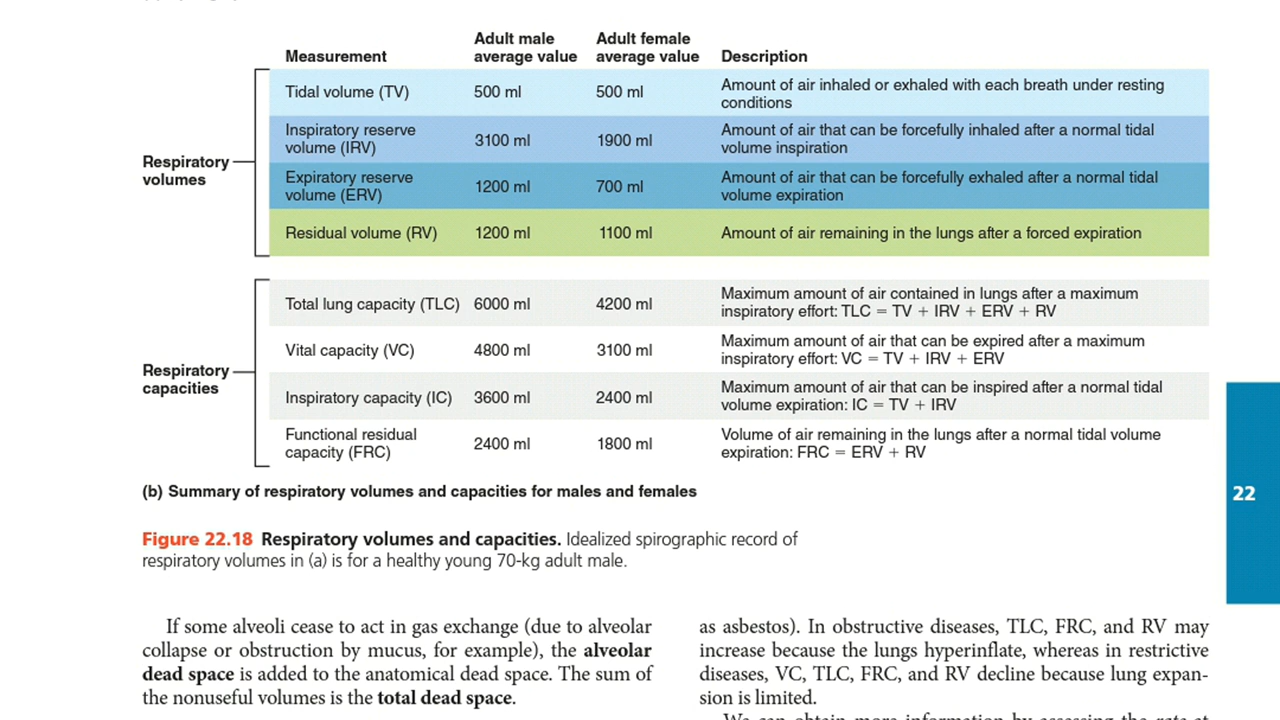 Adult male Adult female
Measurement average value average value Description
Tidal volume (TV) 500 ml 500 ml Amount of air inhaled or exhaled with each breath under resting
conditions
Inspiratory reserve
volume (IRV) 3100 ml 1900 ml Amount of air that can be forcefully inhaled after a normal tidal
volume inspiration
Respiratory
volumes
Expiratory reserve
volume (ERV) 1200 ml 700 ml Amount of air that can be forcefully exhaled after a normal tidal
volume expiration
Residual volume (RV) 1200 ml 1100 ml Amount of air remaining in the lungs after a forced expiration
Total lung capacity (TLC) 6000 ml 4200 ml Maximum amount of air contained in lungs after a maximum
inspiratory effort: TLC = TV + IRV + ERV + RV
Vital capacity (VC) 4800 ml 3100 ml Maximum amount of air that can be expired after a maximum
inspiratory effort: VC = TV + IRV + ERV
Respiratory
capacities
Inspiratory capacity (IC) 3600 ml 2400 ml Maximum amount of air that can be inspired after a normal tidal
volume expiration: IC = TV + IRV
Functional residual
capacity (FRC) 2400 ml 1800 ml Volume of air remaining in the lungs after a normal tidal volume
expiration: FRC = ERV + RV
(b) Summary of respiratory volumes and capacities for males and females
22
Figure 22.18 Respiratory volumes and capacities. Idealized spirographic record of
respiratory volumes in (a) is for a healthy young 70-kg adult male.
If some alveoli cease to act in gas exchange (due to alveolar
collapse or obstruction by mucus, for example), the alveolar
dead space is added to the anatomical dead space. The sum of
the nonuseful volumes is the total dead space.
as asbestos). In obstructive diseases, TLC, FRC, and RV may
increase because the lungs hyperinflate, whereas in restrictive
diseases, VC, TLC, FRC, and RV decline because lung expan-
sion is limited.
We can obtain more information by assessing the rate at